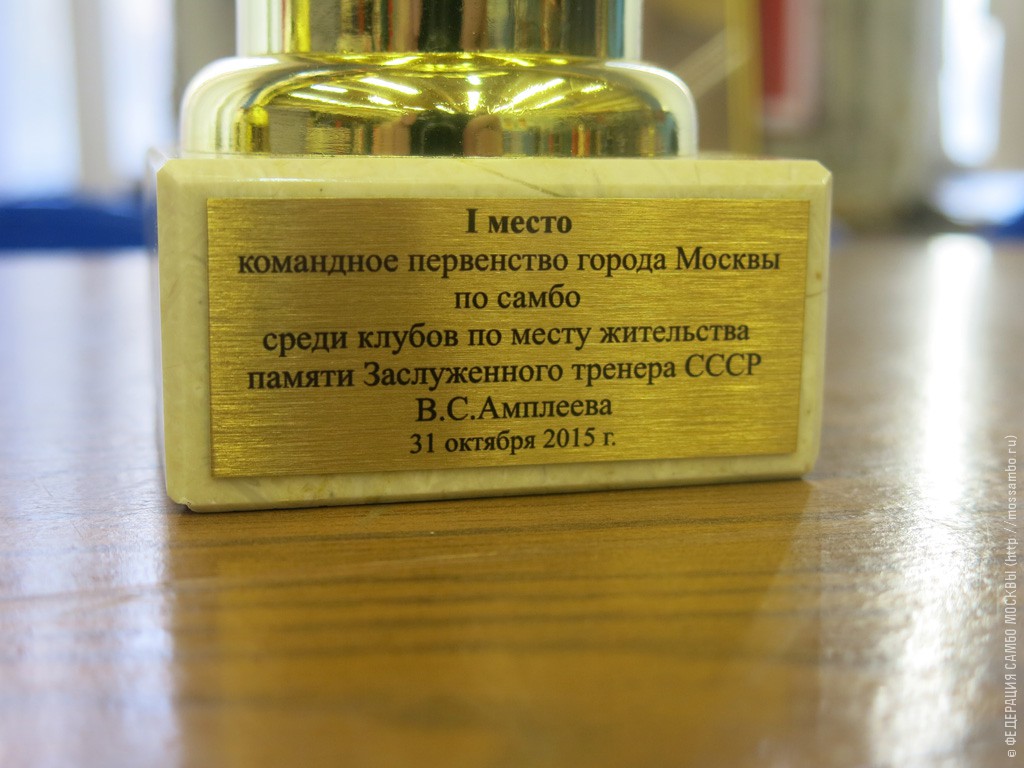 I место
командное первенство города Москвы
по самбо
среди клубов по месту жительства
памяти Заслуженного тренера СССР
В.С.Амплеева
31 октября 2015 г.
© ФЕДЕРАЦИЯ САМБО МОСКВЫ (http://mossambo.ru)